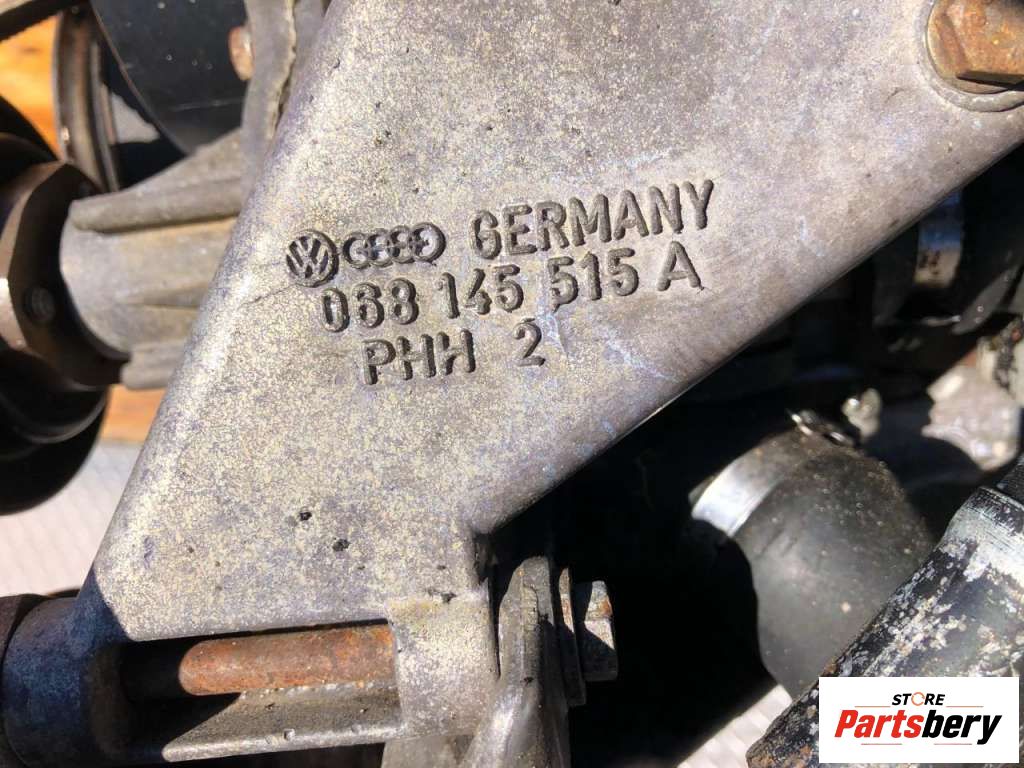 GERMANY
068 145 515 A
PHH 2
STORE
Partsbery